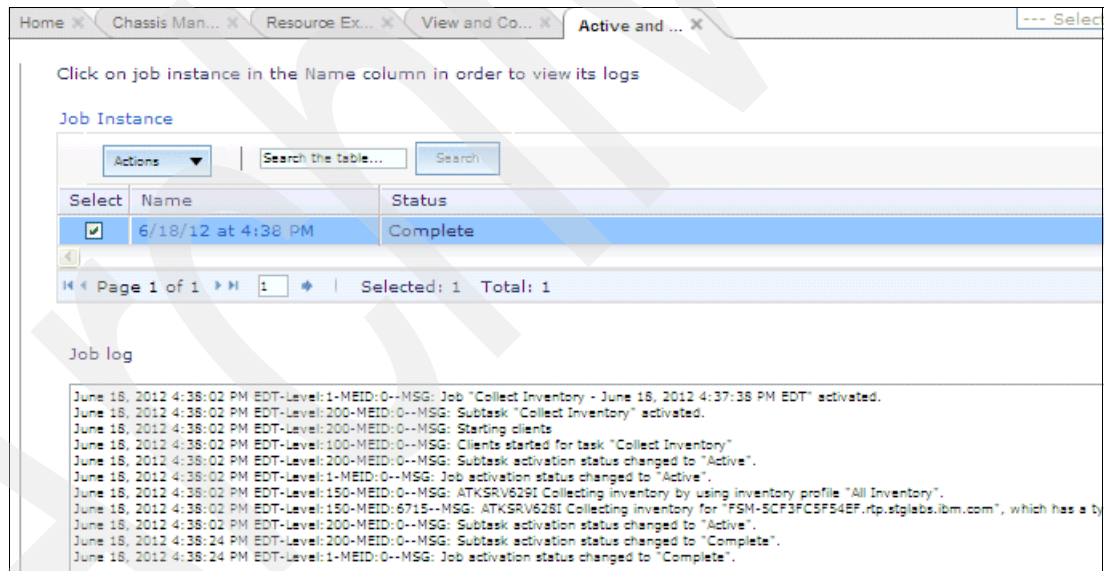 Home Chassis Man... Resource Ex... View and Co... Active and ... --- Select
Click on job instance in the Name column in order to view its logs
Job Instance
Actions Search the table... Search
Select Name Status
6/18/12 at 4:38 PM Complete
Page 1 of 1 1 Selected: 1 Total: 1
Job log
June 18, 2012 4:38:02 PM EDT-Level:1-MEID:0--MSG: Job "Collect Inventory - June 18, 2012 4:37:38 PM EDT" activated.
June 18, 2012 4:38:02 PM EDT-Level:200-MEID:0--MSG: Subtask "Collect Inventory" activated.
June 18, 2012 4:38:02 PM EDT-Level:200-MEID:0--MSG: Starting clients
June 18, 2012 4:38:02 PM EDT-Level:100-MEID:0--MSG: Clients started for task "Collect Inventory"
June 18, 2012 4:38:02 PM EDT-Level:200-MEID:0--MSG: Subtask activation status changed to "Active".
June 18, 2012 4:38:02 PM EDT-Level:1-MEID:0--MSG: Job activation status changed to "Active".
June 18, 2012 4:38:02 PM EDT-Level:150-MEID:0--MSG: ATKSRV629I Collecting inventory by using inventory profile "All Inventory".
June 18, 2012 4:38:02 PM EDT-Level:150-MEID:6715--MSG: ATKSRV628I Collecting inventory for "FSM-5CF3FC5F54EF.rtp.stglabs.ibm.com", which has a ty
June 18, 2012 4:38:02 PM EDT-Level:200-MEID:0--MSG: Subtask activation status changed to "Active".
June 18, 2012 4:38:24 PM EDT-Level:200-MEID:0--MSG: Subtask activation status changed to "Complete".
June 18, 2012 4:38:24 PM EDT-Level:1-MEID:0--MSG: Job activation status changed to "Complete".